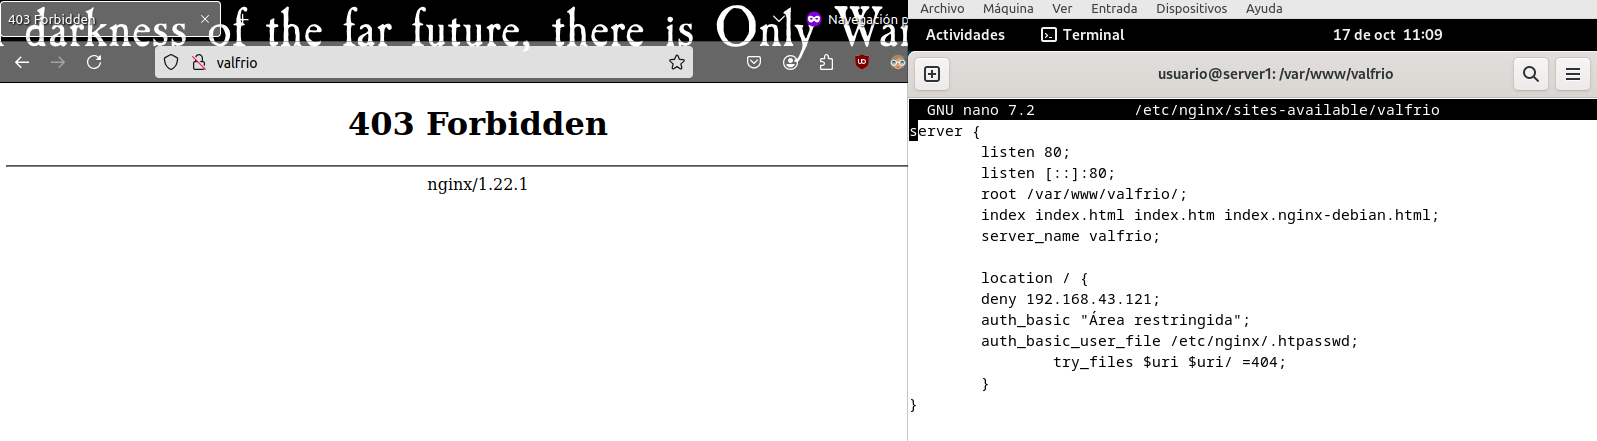 403 Forbidden
darkness of the far future, there is Only War
Navegación p
valfrio
403 Forbidden
nginx/1.22.1
Archivo Máquina Ver Entrada Dispositivos Ayuda
Actividades Terminal 17 de oct 11:09
usuario@server1: /var/www/valfrio
GNU nano 7.2 /etc/nginx/sites-available/valfrio
server {
listen 80;
listen [::]:80;
root /var/www/valfrio/;
index index.html index.htm index.nginx-debian.html;
server_name valfrio;
location / {
deny 192.168.43.121;
auth_basic "Área restringida";
auth_basic_user_file /etc/nginx/.htpasswd;
try_files $uri $uri/ =404;
}
}